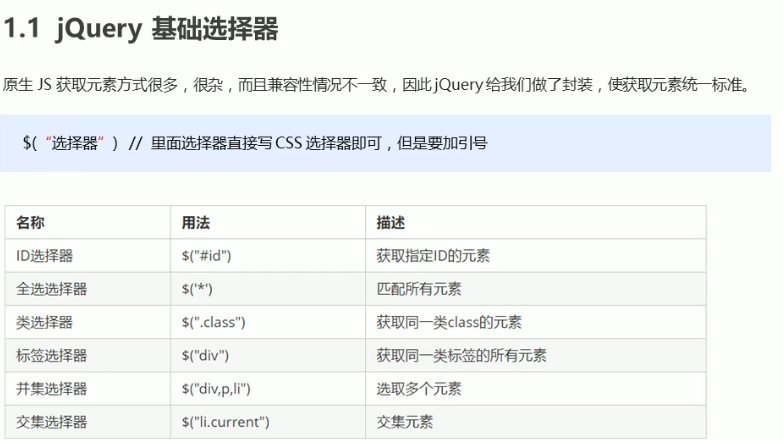 1.1 jQuery 基础选择器
原生 JS 获取元素方式很多，很杂，而且兼容性情况不一致，因此 jQuery 给我们做了封装，使获取元素统一标准。
$(“选择器”) // 里面选择器直接写 CSS 选择器即可，但是要加引号
名称 用法 描述
ID选择器 $("#id") 获取指定ID的元素
全选选择器 $('*') 匹配所有元素
类选择器 $(".class") 获取同一类class的元素
标签选择器 $("div") 获取同一类标签的所有元素
并集选择器 $("div,p,li") 选取多个元素
交集选择器 $("li.current") 交集元素